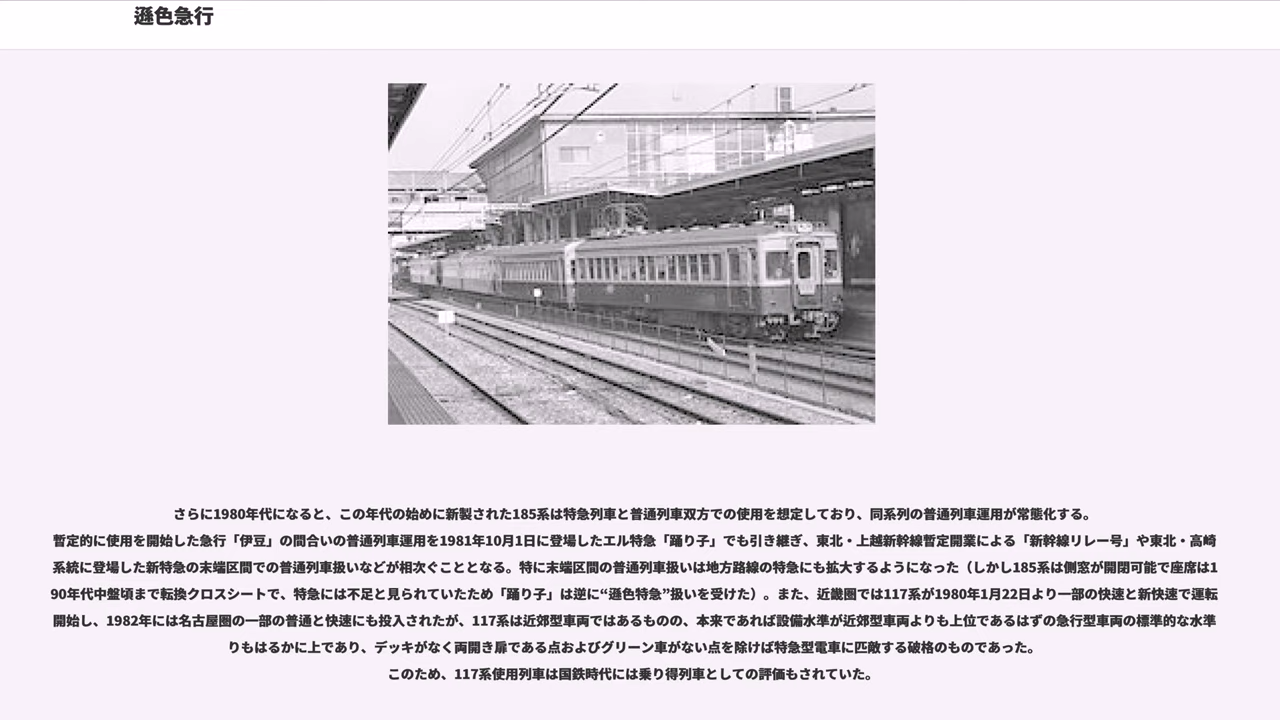 遜色急行
さらに1980年代になると、この年代の始めに新製された185系は特急列車と普通列車双方での使用を想定しており、同系列の普通列車運用が常態化する。
暫定的に使用を開始した急行「伊豆」の間合いの普通列車運用を1981年10月1日に登場したエル特急「踊り子」でも引き継ぎ、東北・上越新幹線暫定開業による「新幹線リレー号」や東北・高崎
系統に登場した新特急の末端区間での普通列車扱いなどが相次ぐこととなる。特に末端区間の普通列車扱いは地方路線の特急にも拡大するようになった（しかし185系は側窓が開閉可能で座席は1
90年代中盤頃まで転換クロスシートで、特急には不足と見られていたため「踊り子」は逆に“遜色特急”扱いを受けた）。また、近畿圏では117系が1980年1月22日より一部の快速と新快速で運転
開始し、1982年には名古屋圏の一部の普通と快速にも投入されたが、117系は近郊型車両ではあるものの、本来であれば設備水準が近郊型車両よりも上位であるはずの急行型車両の標準的な水準
りもはるかに上であり、デッキがなく両開き扉である点およびグリーン車がない点を除けば特急型電車に匹敵する破格のものであった。
このため、117系使用列車は国鉄時代には乗り得列車としての評価もされていた。